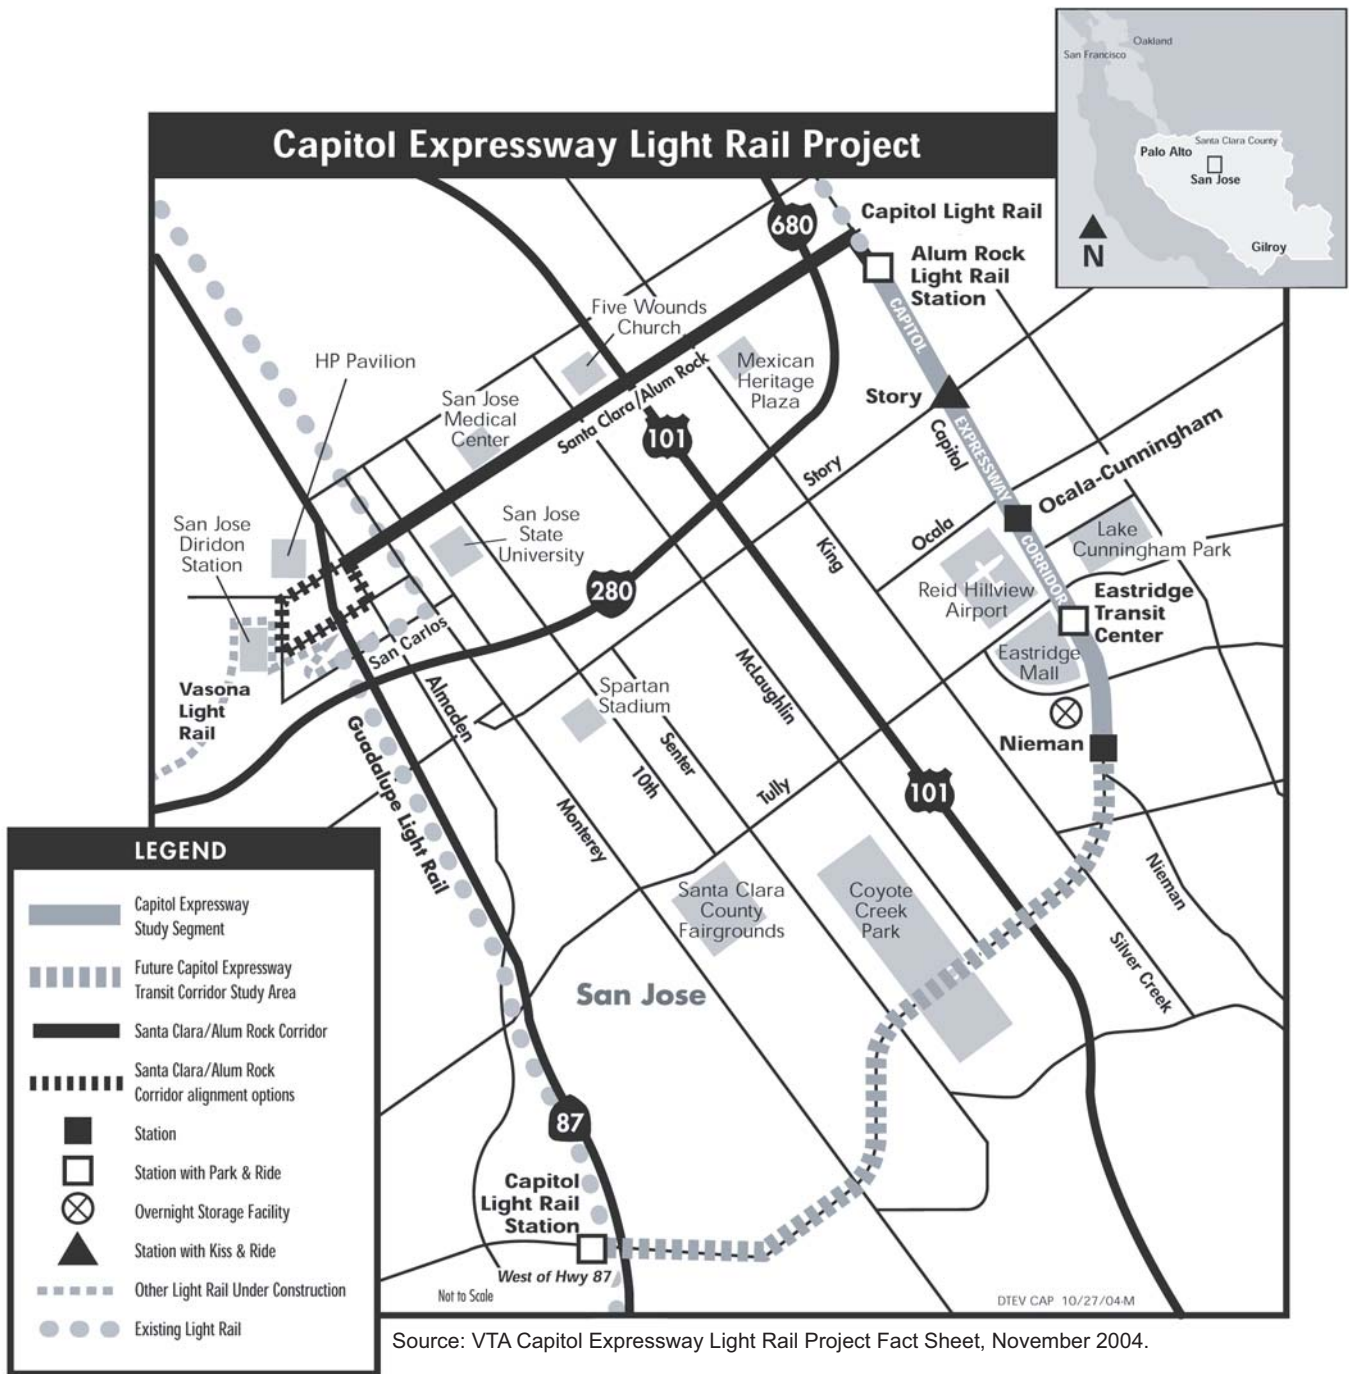 Oakland
San Francisco
Santa Clara County
Palo Alto
San Jose
Gilroy
N
Capitol Expressway Light Rail Project
680
Capitol Light Rail
Alum Rock
Light Rail
Station
CAPITOL
EXPRESSWAY
CORRIDOR
Five Wounds
Church
HP Pavilion
Mexican
Heritage
Plaza
San Jose
Medical
Center
Santa Clara/Alum Rock
101
Story
Capitol
Ocala-Cunningham
Story
San Jose
Diridon
Station
San Jose
State
University
King
Ocala
Lake
Cunningham Park
280
Reid Hillview
Airport
Eastridge
Transit
Center
San Carlos
Eastridge
Mall
Vasona
Light
Rail
Almaden
Spartan
Stadium
McLaughlin
Guadalupe Light Rail
Senter
10th
Tully
Nieman
101
Monterey
Santa Clara
County
Fairgrounds
Coyote
Creek
Park
Nieman
Silver Creek
San Jose
87
Capitol
Light Rail
Station
West of Hwy 87
Not to Scale
DTEV CAP 10/27/04-M
LEGEND
Capitol Expressway
Study Segment
Future Capitol Expressway
Transit Corridor Study Area
Santa Clara/Alum Rock Corridor
Santa Clara/Alum Rock
Corridor alignment options
Station
Station with Park & Ride
Overnight Storage Facility
Station with Kiss & Ride
Other Light Rail Under Construction
Existing Light Rail
Source: VTA Capitol Expressway Light Rail Project Fact Sheet, November 2004.